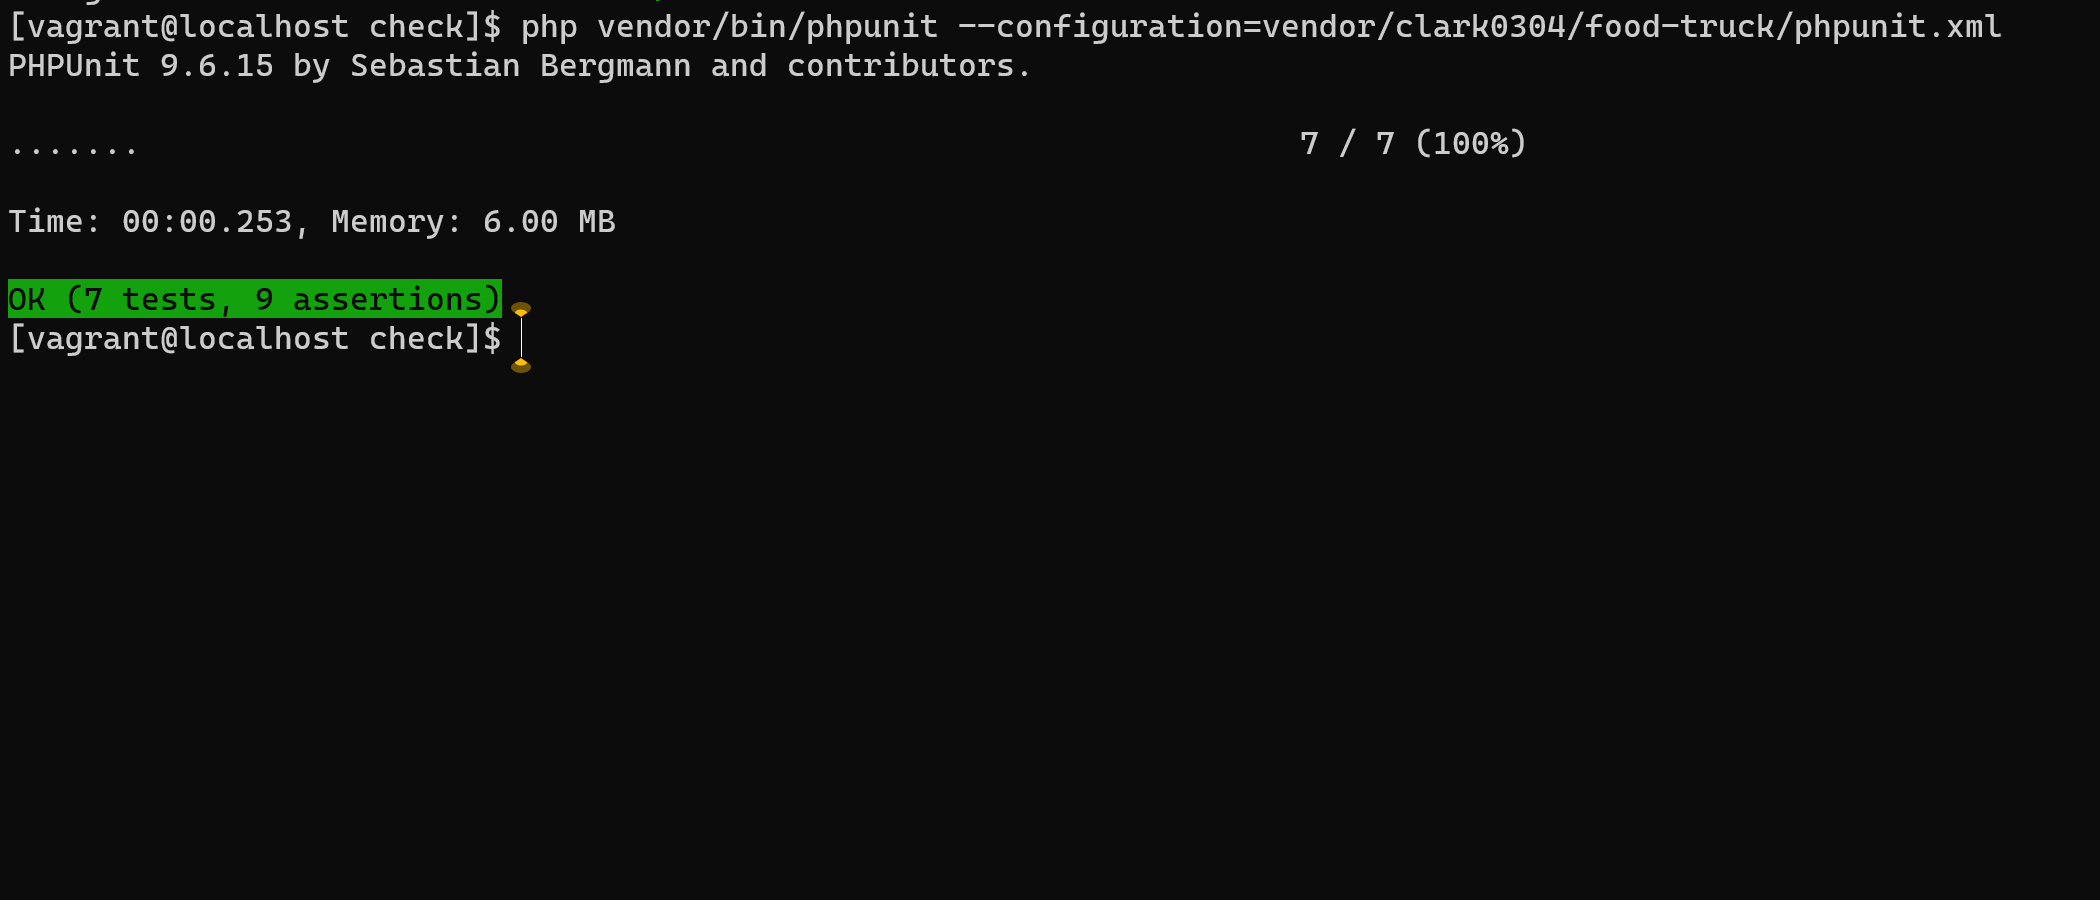 [vagrant@localhost check]$ php vendor/bin/phpunit --configuration=vendor/clark0304/food-truck/phpunit.xml
PHPUnit 9.6.15 by Sebastian Bergmann and contributors.
....... 7 / 7 (100%)
Time: 00:00.253, Memory: 6.00 MB
OK (7 tests, 9 assertions)
[vagrant@localhost check]$